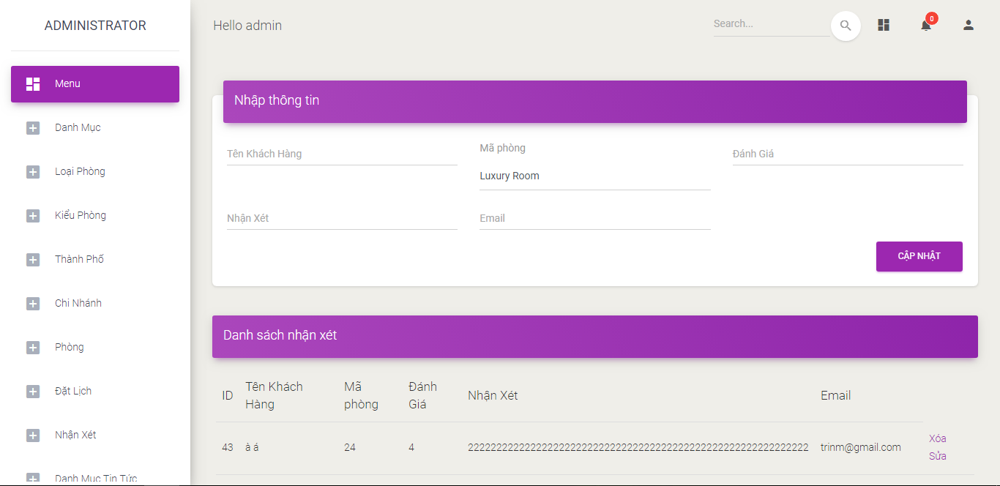 ADMINISTRATOR
Hello admin
Search...
0
Menu
Danh Mục
Loại Phòng
Kiểu Phòng
Thành Phố
Chi Nhánh
Phòng
Đặt Lịch
Nhận Xét
Danh Mục Tin Tức
Nhập thông tin
Tên Khách Hàng
Mã phòng
Luxury Room
Đánh Giá
Nhận Xét
Email
CẬP NHẬT
Danh sách nhận xét
ID Tên Khách Hàng Mã phòng Đánh Giá Nhận Xét Email
43 à á 24 4 222222222222222222222222222222222222222222222222222222222222 trinm@gmail.com Xóa
Sửa